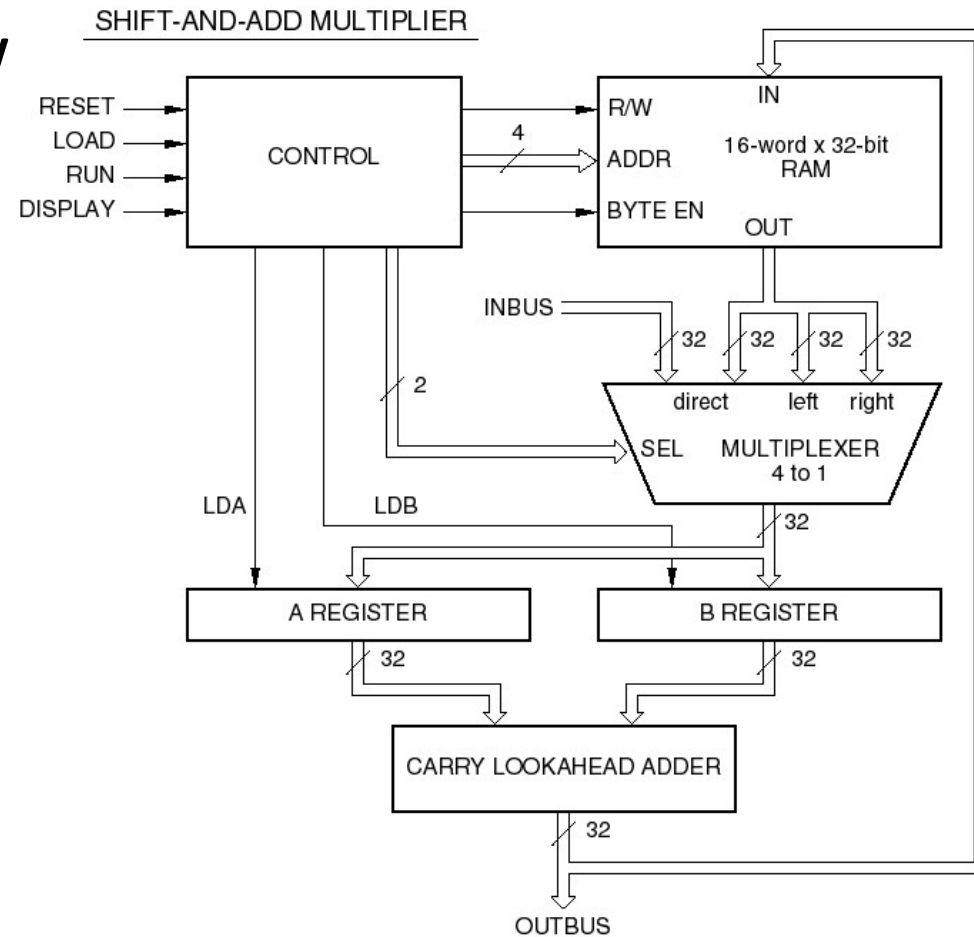 SHIFT-AND-ADD MULTIPLIER
RESET
LOAD
RUN
DISPLAY
CONTROL
4
R/W
ADDR
BYTE EN
IN
16-word x 32-bit
RAM
OUT
INBUS
32
32
32
32
2
direct
left
right
SEL
MULTIPLEXER
4 to 1
LDA
LDB
32
A REGISTER
B REGISTER
32
32
CARRY LOOKAHEAD ADDER
32
OUTBUS